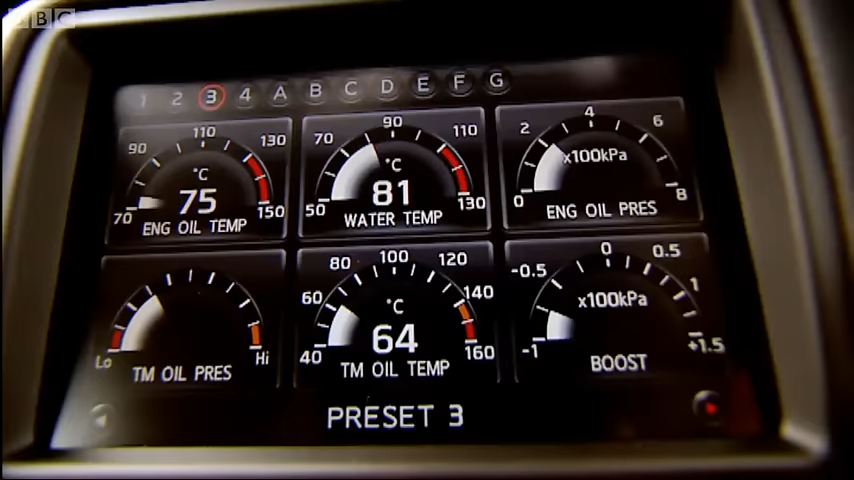 BBC
1 2 3 4 A B C D E F G
70 90 110 130 150
°C
75
ENG OIL TEMP
50 70 90 110 130
°C
81
WATER TEMP
0 2 4 6 8
x100kPa
ENG OIL PRES
Lo Hi
TM OIL PRES
40 60 80 100 120 140 160
°C
64
TM OIL TEMP
-1 -0.5 0 0.5 1 +1.5
x100kPa
BOOST
PRESET 3